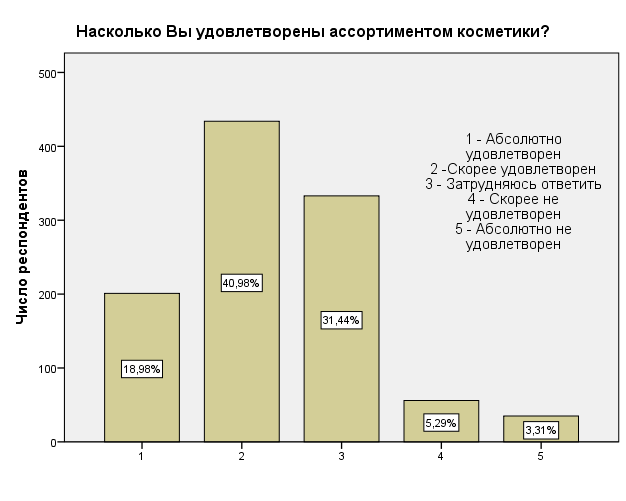 Насколько Вы удовлетворены ассортиментом косметики?
Число респондентов
500
400
300
200
100
0
1 - Абсолютно
удовлетворен
2 -Скорее удовлетворен
3 - Затрудняюсь ответить
4 - Скорее не
удовлетворен
5 - Абсолютно не
удовлетворен
18,98%
40,98%
31,44%
5,29%
3,31%
1
2
3
4
5